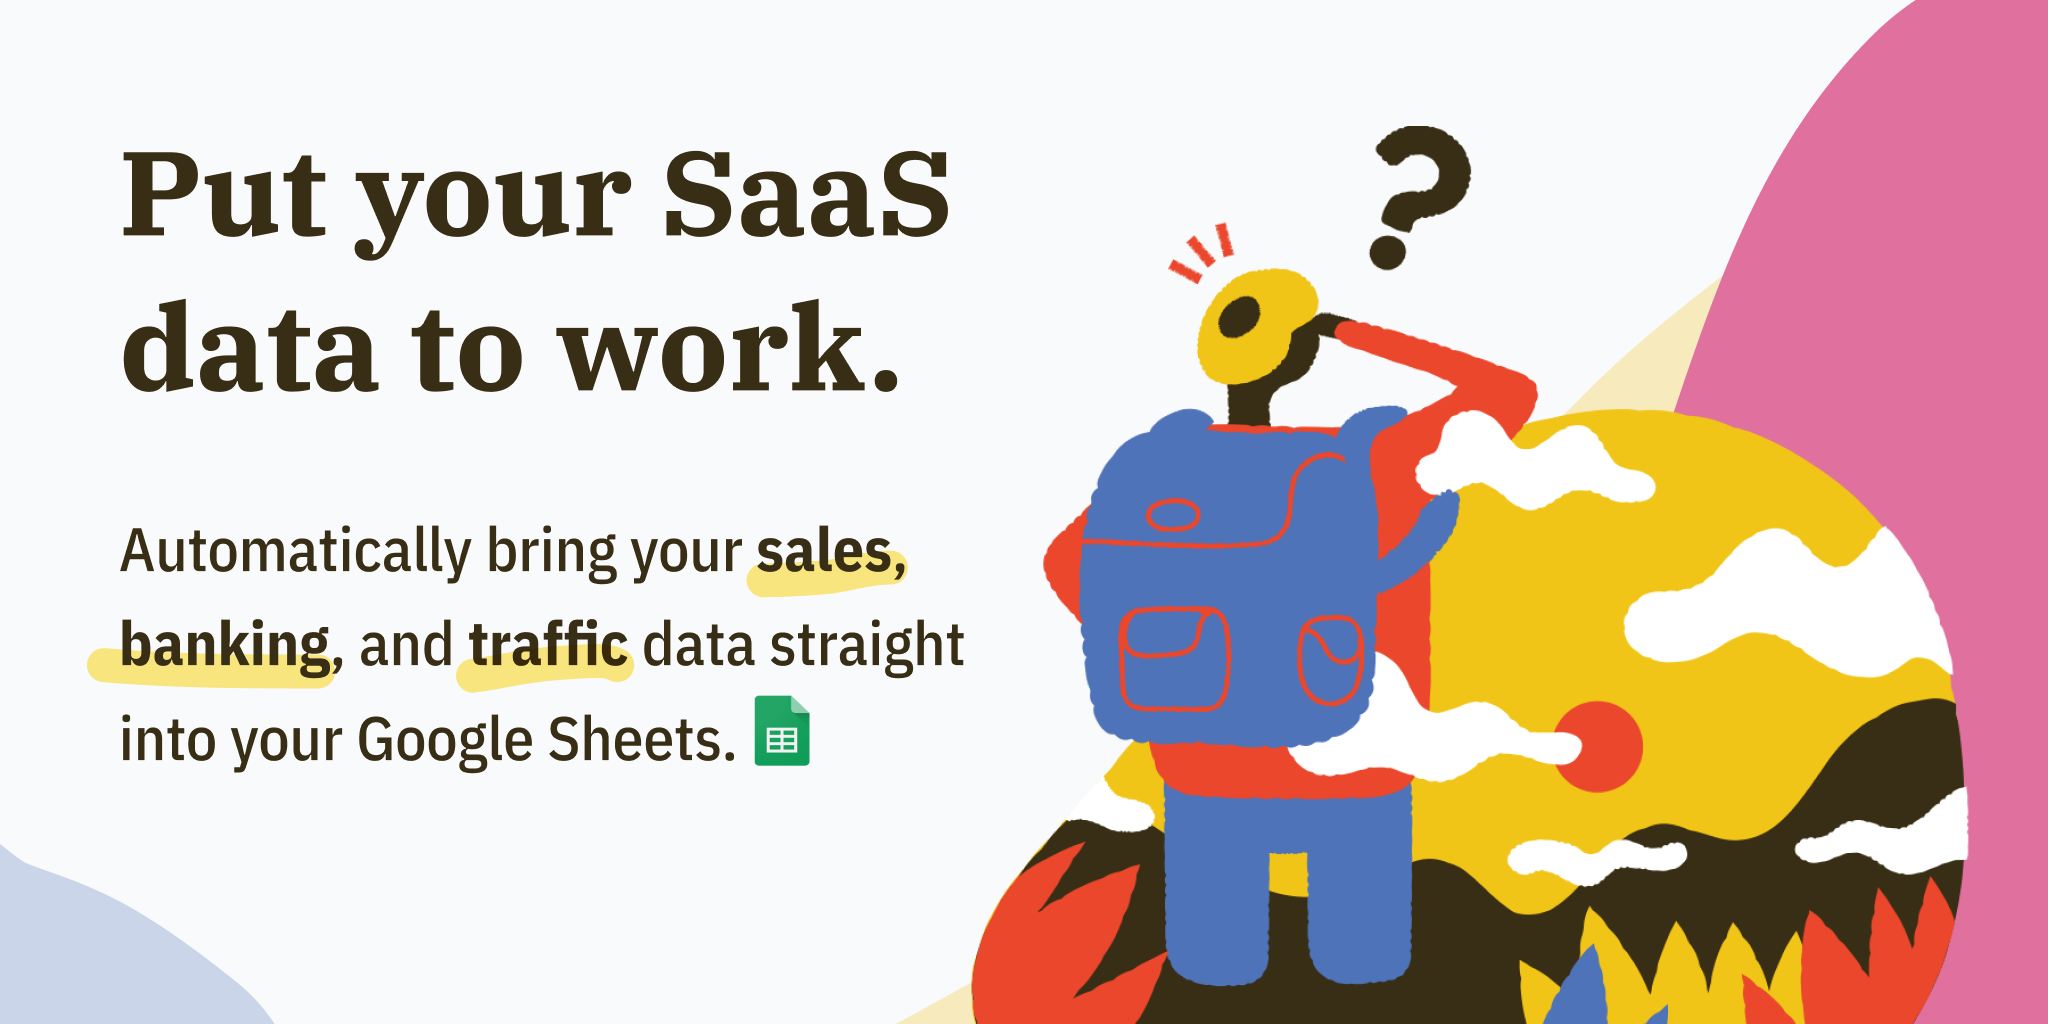 Put your SaaS
data to work.
Automatically bring your sales,
banking, and traffic data straight
into your Google Sheets.
?